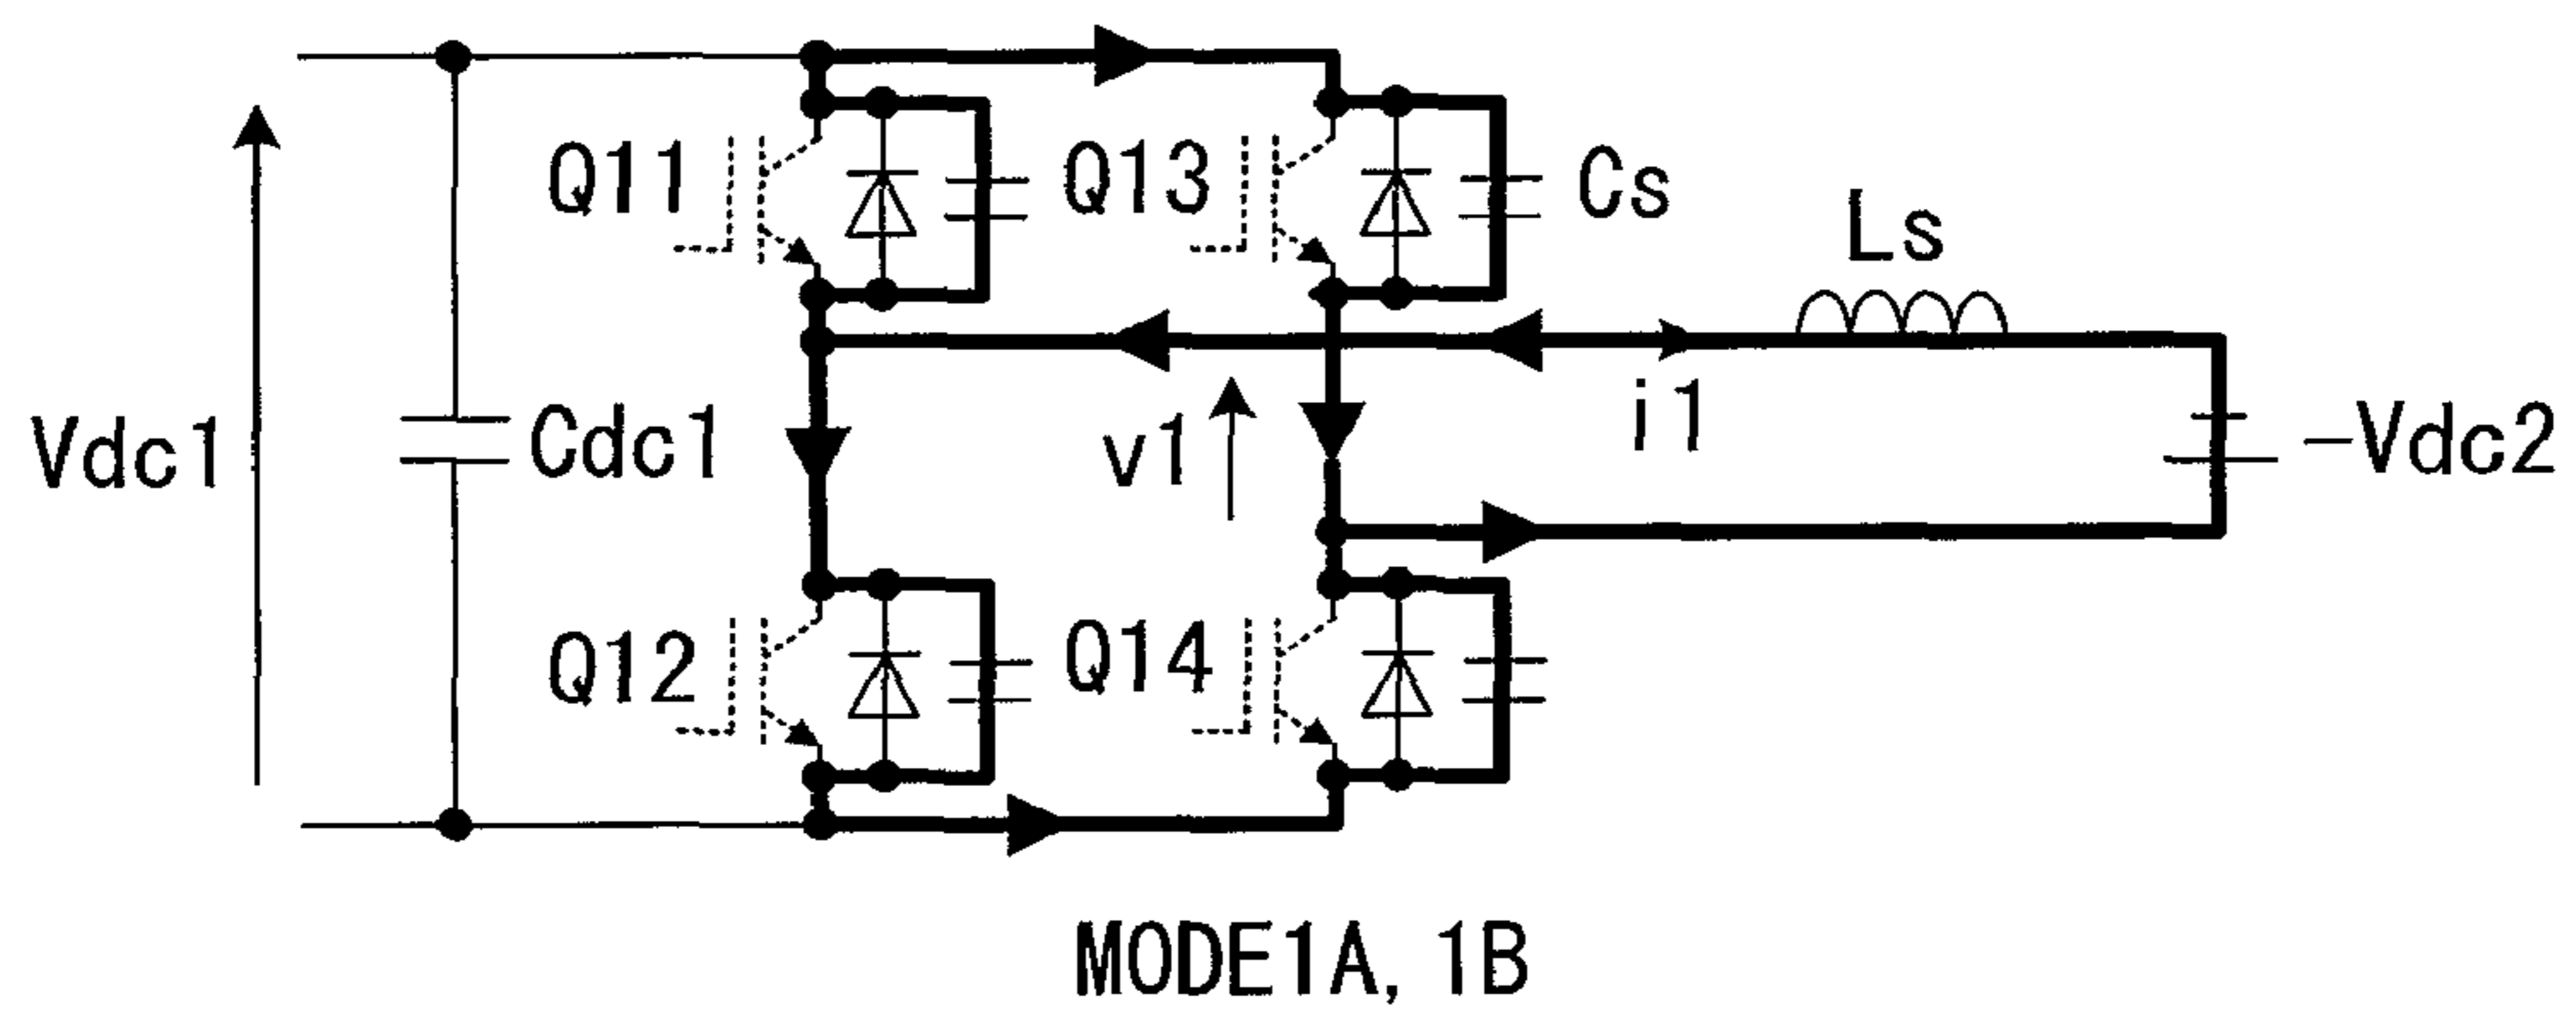 Q11
Q13
Cs
Ls
Vdc1
Cdc1
v1
i1
−Vdc2
Q12
Q14
MODE1A, 1B